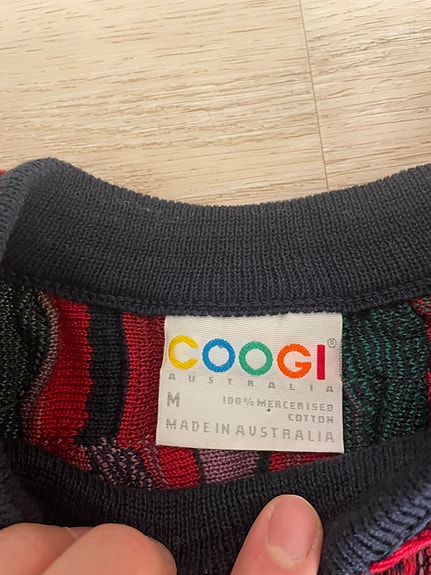 COOGI®
AUSTRALIA
M 100% MERCERISED
COTTON
MADE IN AUSTRALIA